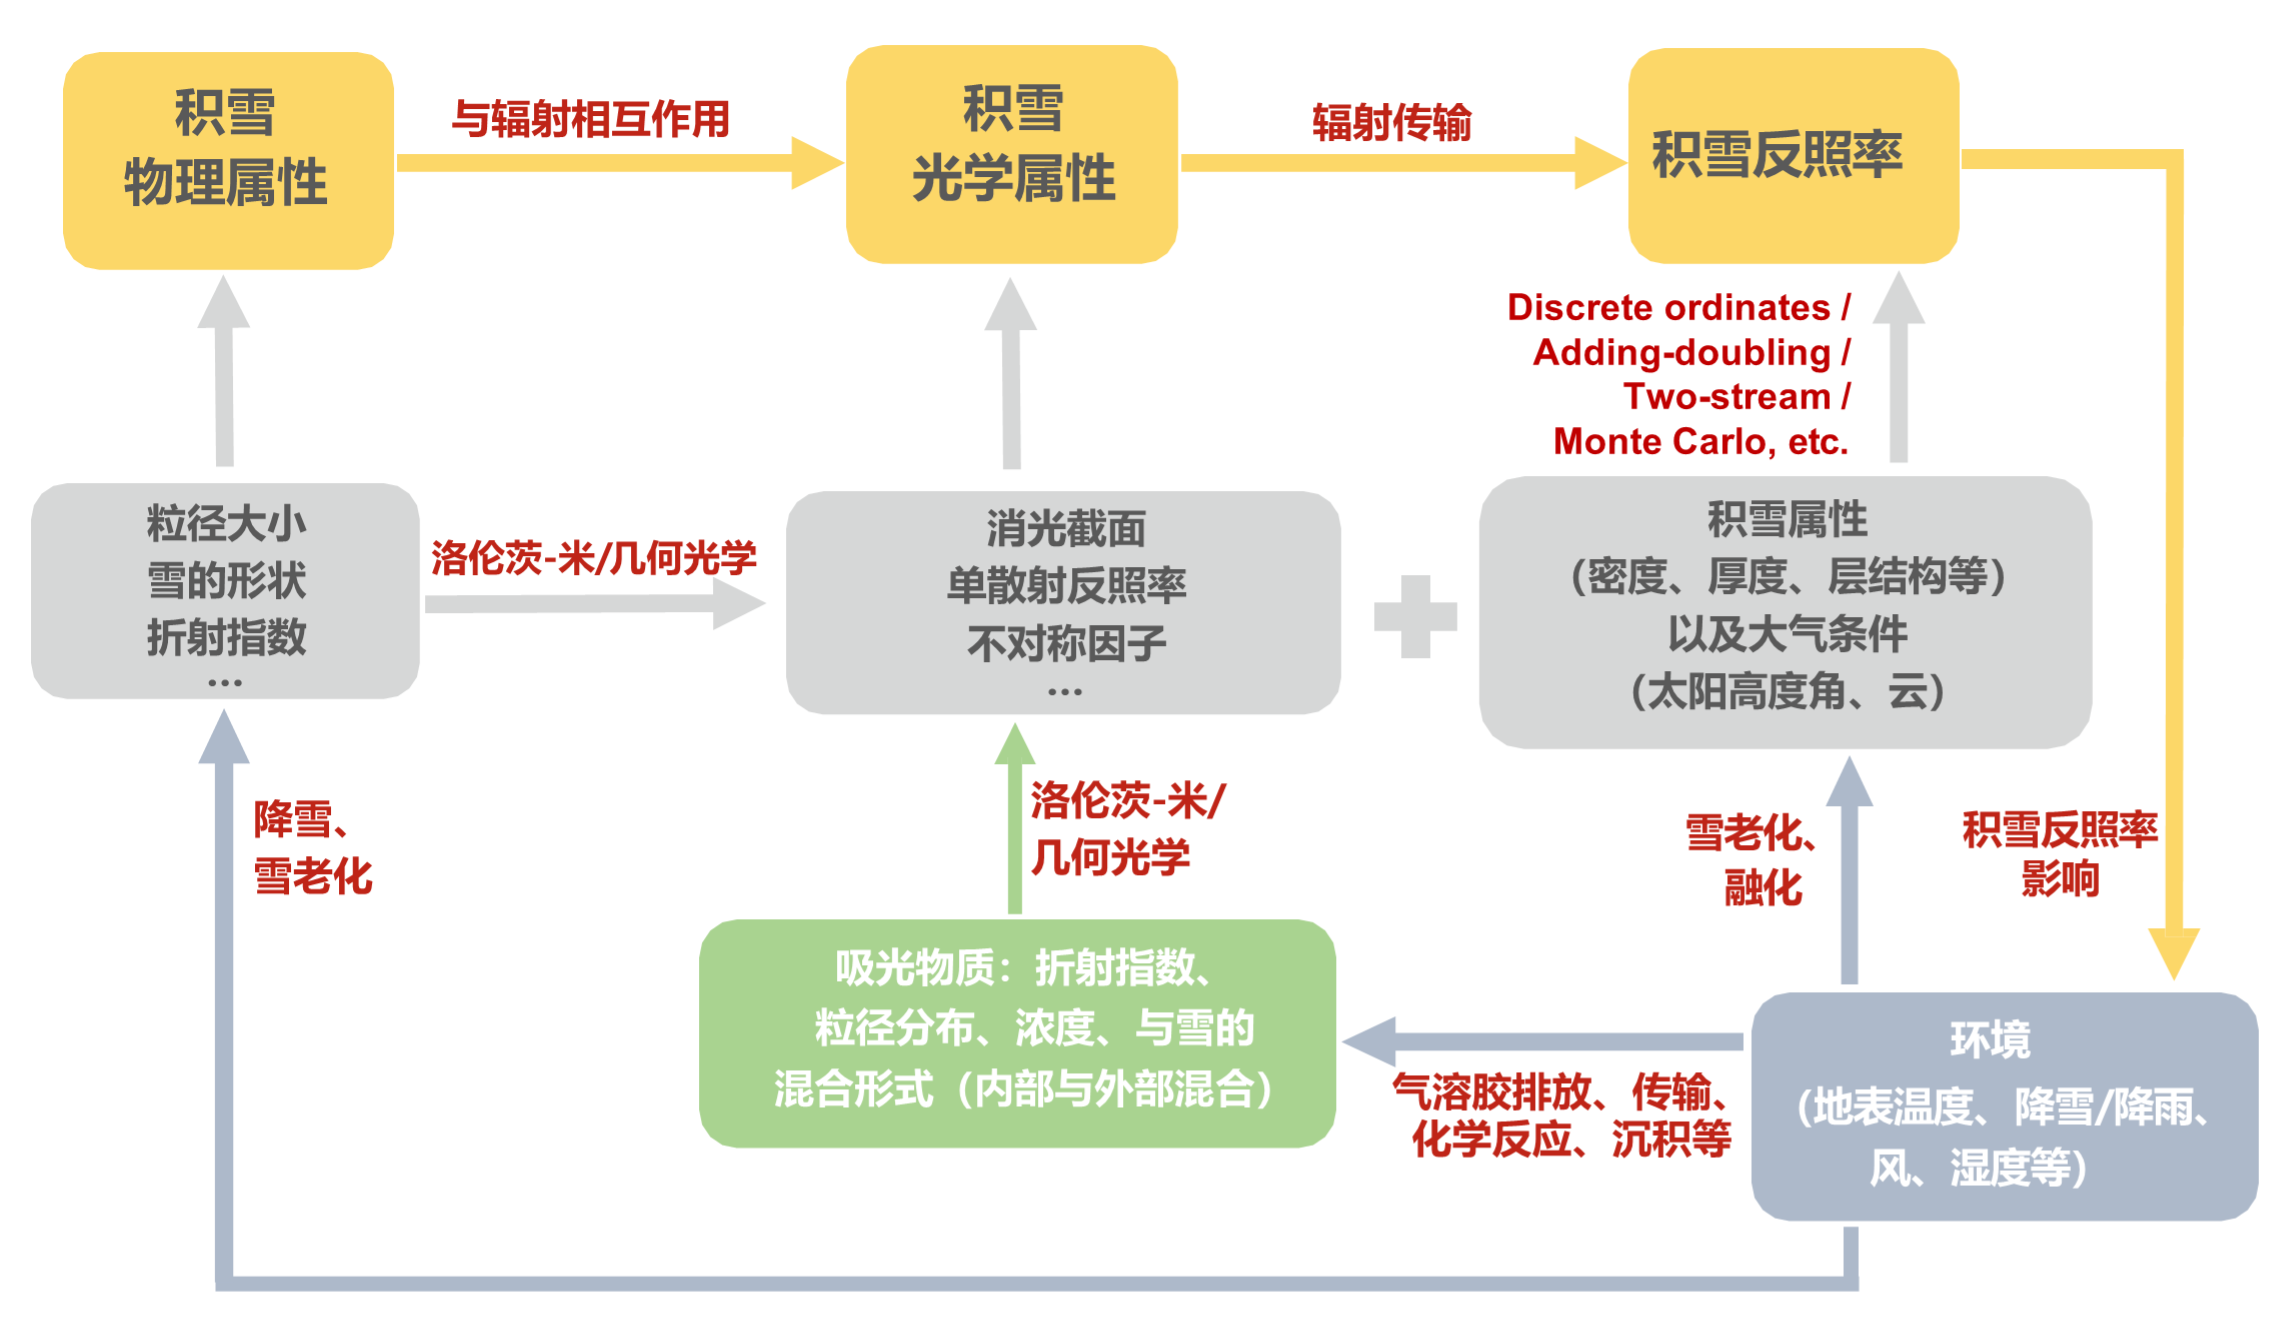 积雪
物理属性
与辐射相互作用
积雪
光学属性
辐射传输
积雪反照率
Discrete ordinates /
Adding-doubling /
Two-stream /
Monte Carlo, etc.
粒径大小
雪的形状
折射指数
...
洛伦茨-米/几何光学
消光截面
单散射反照率
不对称因子
...
积雪属性
（密度、厚度、层结构等）
以及大气条件
（太阳高度角、云）
降雪、
雪老化
洛伦茨-米/
几何光学
雪老化、
融化
积雪反照率
影响
吸光物质：折射指数、
粒径分布、浓度、与雪的
混合形式（内部与外部混合）
气溶胶排放、传输、
化学反应、沉积等
环境
（地表温度、降雪/降雨、
风、湿度等）